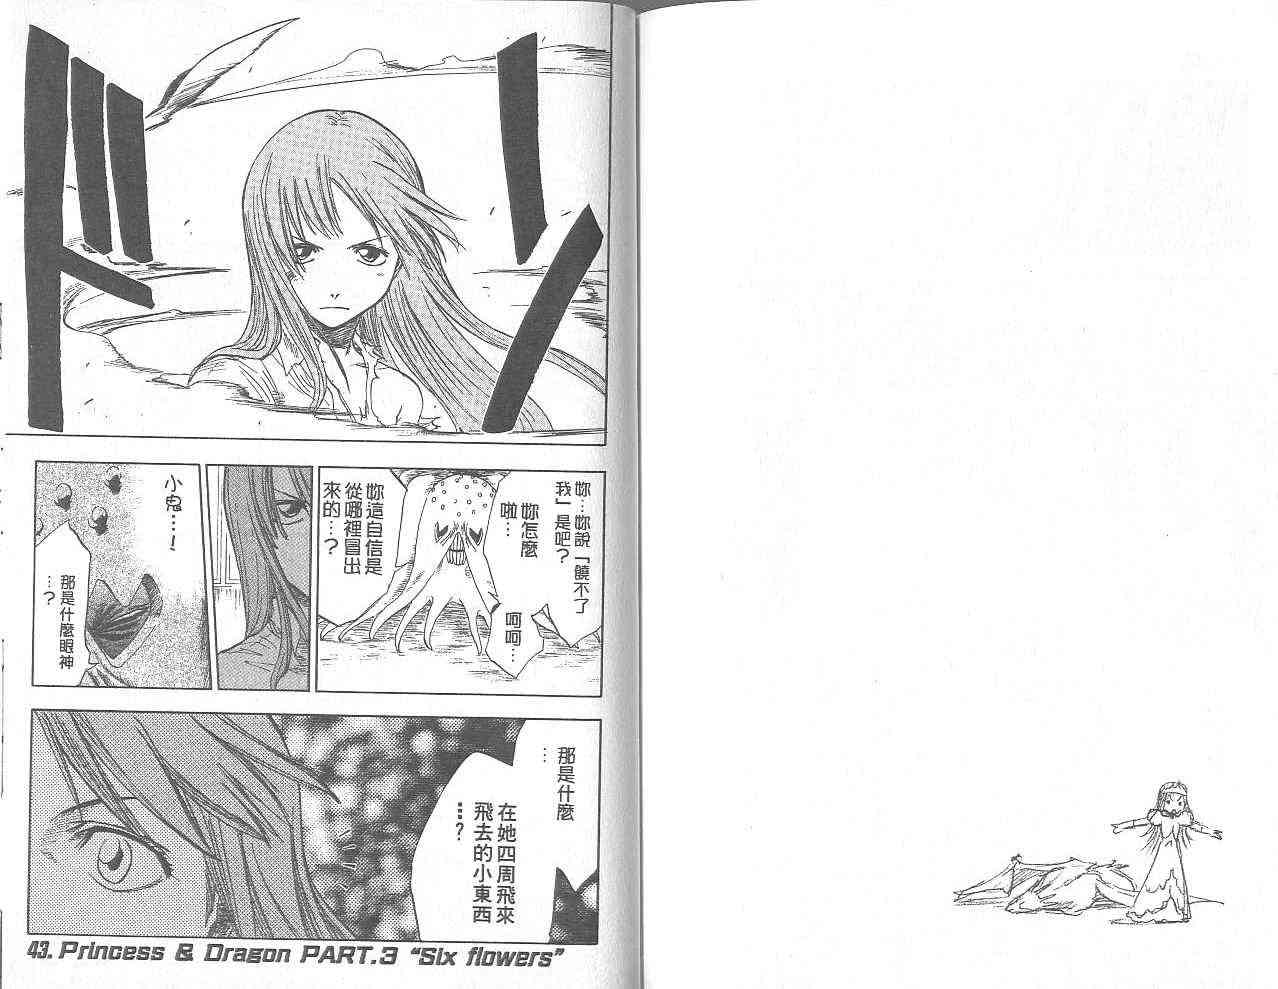 妳…妳說「饒不了
我」是吧?
妳怎麼
啦…
呵呵…
妳這自信是
從哪裡冒出
來的…?
小鬼…!
那是什麼眼神
…?
那是什麼
…
在她四周飛來
飛去的小東西
…?
43. Princess & Dragon PART.3 “Six flowers”